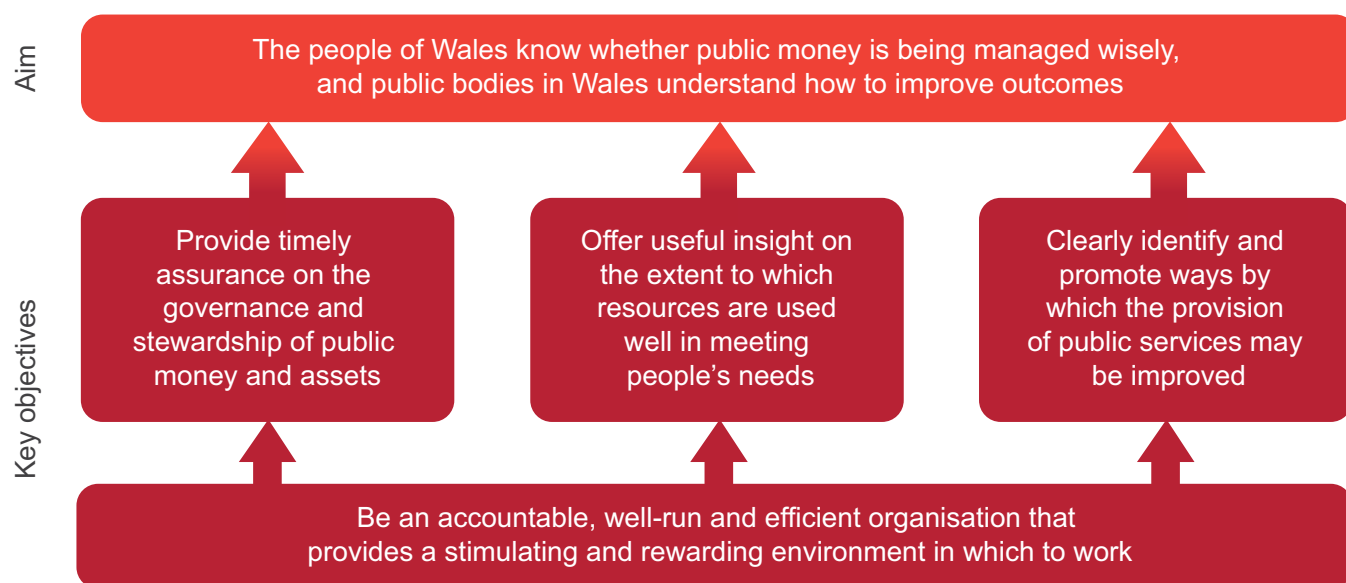 Aim
The people of Wales know whether public money is being managed wisely,
and public bodies in Wales understand how to improve outcomes
Key objectives
Provide timely
assurance on the
governance and
stewardship of public
money and assets
Offer useful insight on
the extent to which
resources are used
well in meeting
people’s needs
Clearly identify and
promote ways by
which the provision
of public services may
be improved
Be an accountable, well-run and efficient organisation that
provides a stimulating and rewarding environment in which to work